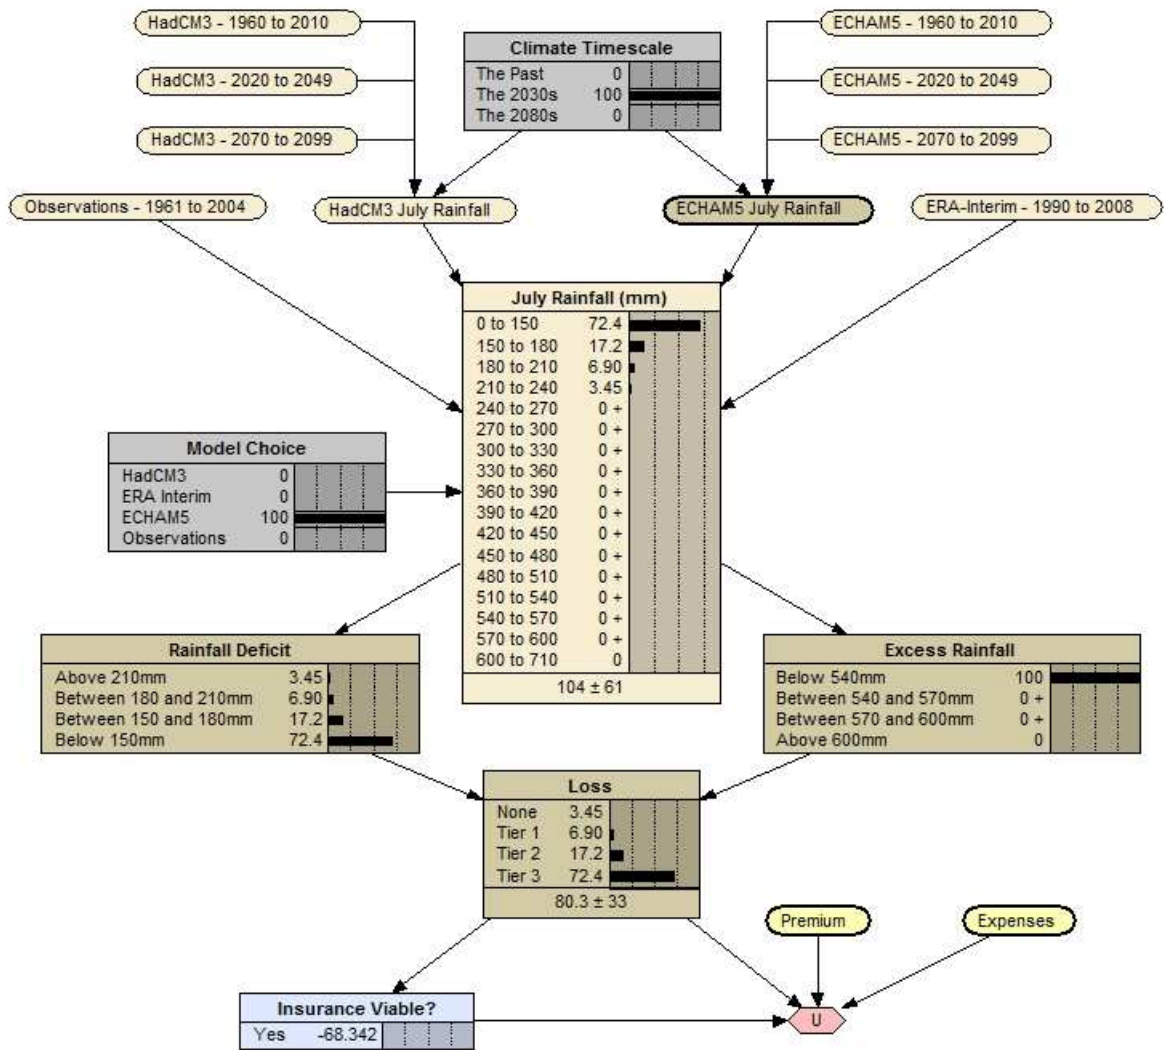 HadCM3 - 1960 to 2010
ECHAM5 - 1960 to 2010
Climate Timescale
The Past 0
The 2030s 100
The 2080s 0
HadCM3 - 2020 to 2049
ECHAM5 - 2020 to 2049
HadCM3 - 2070 to 2099
ECHAM5 - 2070 to 2099
Observations - 1961 to 2004
HadCM3 July Rainfall
ECHAM5 July Rainfall
ERA-Interim - 1990 to 2008
July Rainfall (mm)
0 to 150 72.4
150 to 180 17.2
180 to 210 6.90
210 to 240 3.45
240 to 270 0 +
270 to 300 0 +
300 to 330 0 +
330 to 360 0 +
360 to 390 0 +
390 to 420 0 +
420 to 450 0 +
450 to 480 0 +
480 to 510 0 +
510 to 540 0 +
540 to 570 0 +
570 to 600 0 +
600 to 710 0
104 ± 61
Model Choice
HadCM3 0
ERA Interim 0
ECHAM5 100
Observations 0
Rainfall Deficit
Above 210mm 3.45
Between 180 and 210mm 6.90
Between 150 and 180mm 17.2
Below 150mm 72.4
Excess Rainfall
Below 540mm 100
Between 540 and 570mm 0 +
Between 570 and 600mm 0 +
Above 600mm 0
Loss
None 3.45
Tier 1 6.90
Tier 2 17.2
Tier 3 72.4
80.3 ± 33
Premium
Expenses
Insurance Viable?
Yes -68.342
U